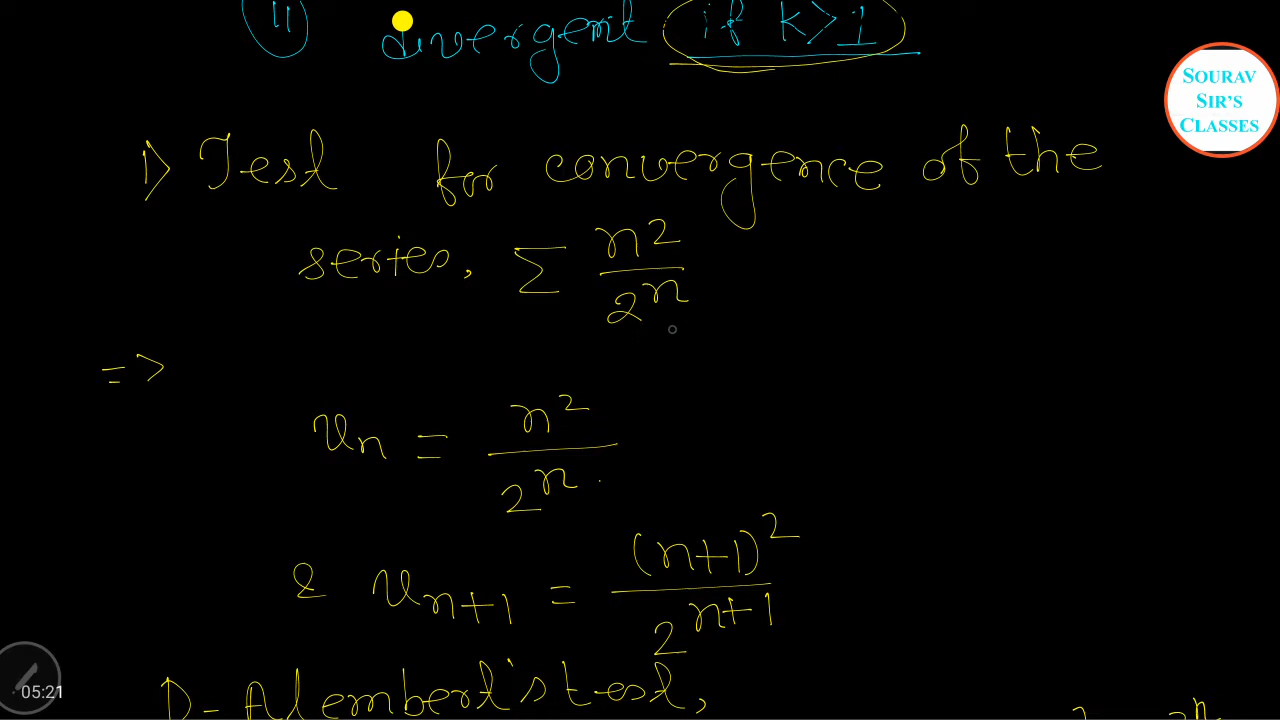 II) divergent if k>1
SOURAV
SIR'S
CLASSES
1) Test for convergence of the
series, ∑ n²/2ⁿ
=>
uₙ = n²/2ⁿ.
& uₙ₊₁ = (n+1)²/2ⁿ⁺¹
D-Alembert's test,
05:21